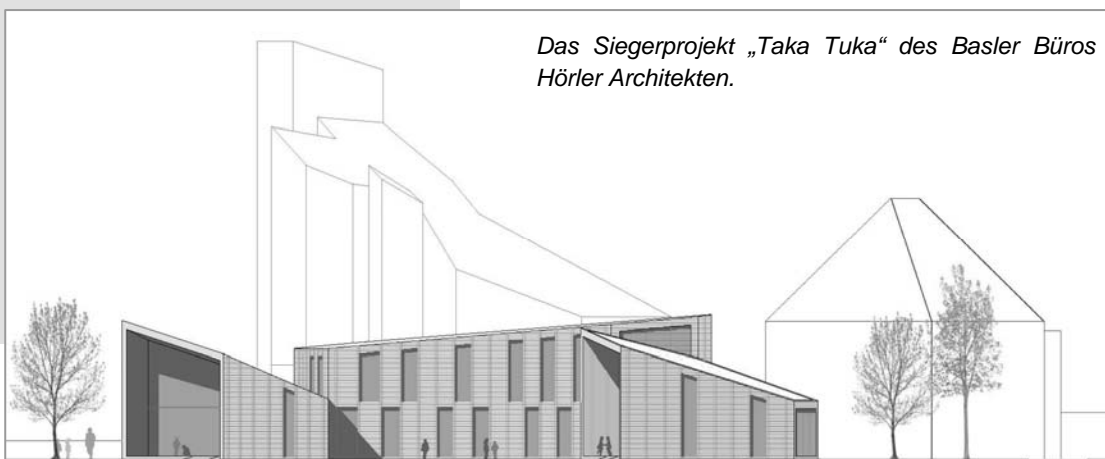 Das Siegerprojekt „Taka Tuka“ des Basler Büros
Hörler Architekten.